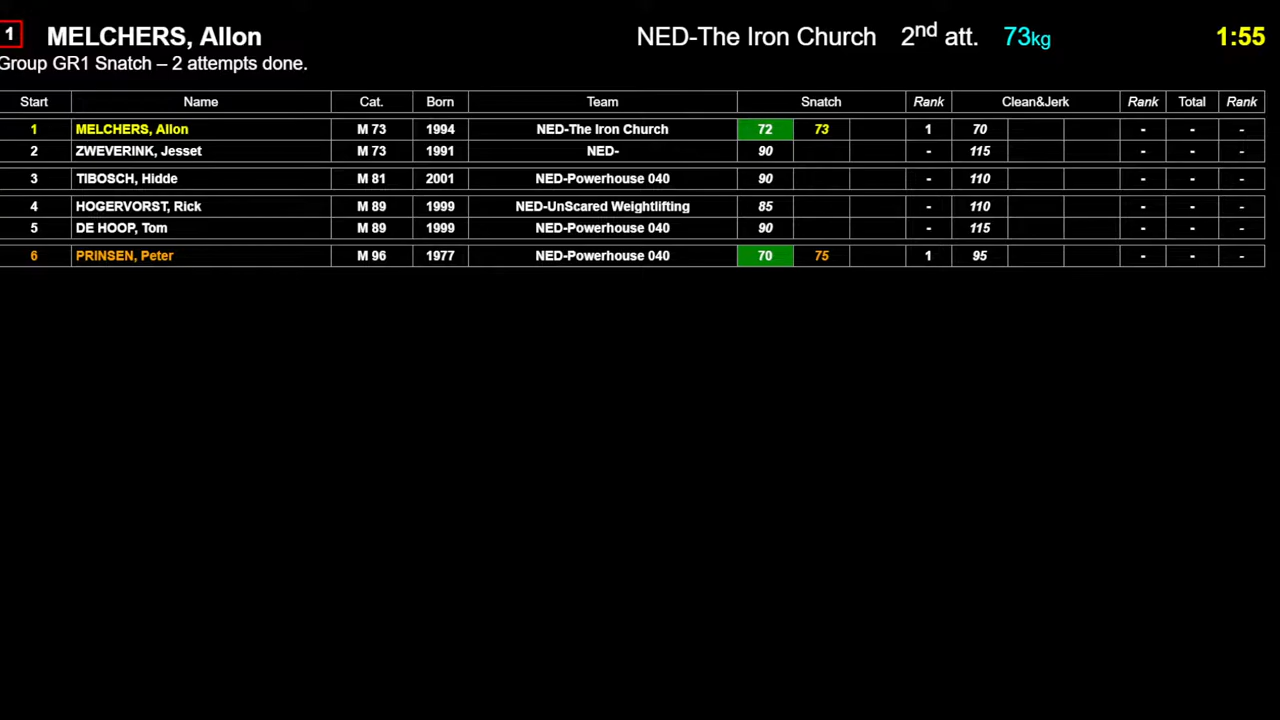 1 MELCHERS, Allon NED-The Iron Church 2nd att. 73kg 1:55
Group GR1 Snatch – 2 attempts done.
Start Name Cat. Born Team Snatch Rank Clean&Jerk Rank Total Rank
1 MELCHERS, Allon M 73 1994 NED-The Iron Church 72 73 1 70 - - -
2 ZWEVERINK, Jesset M 73 1991 NED- 90 - 115 - - -
3 TIBOSCH, Hidde M 81 2001 NED-Powerhouse 040 90 - 110 - - -
4 HOGERVORST, Rick M 89 1999 NED-UnScared Weightlifting 85 - 110 - - -
5 DE HOOP, Tom M 89 1999 NED-Powerhouse 040 90 - 115 - - -
6 PRINSEN, Peter M 96 1977 NED-Powerhouse 040 70 75 1 95 - - -